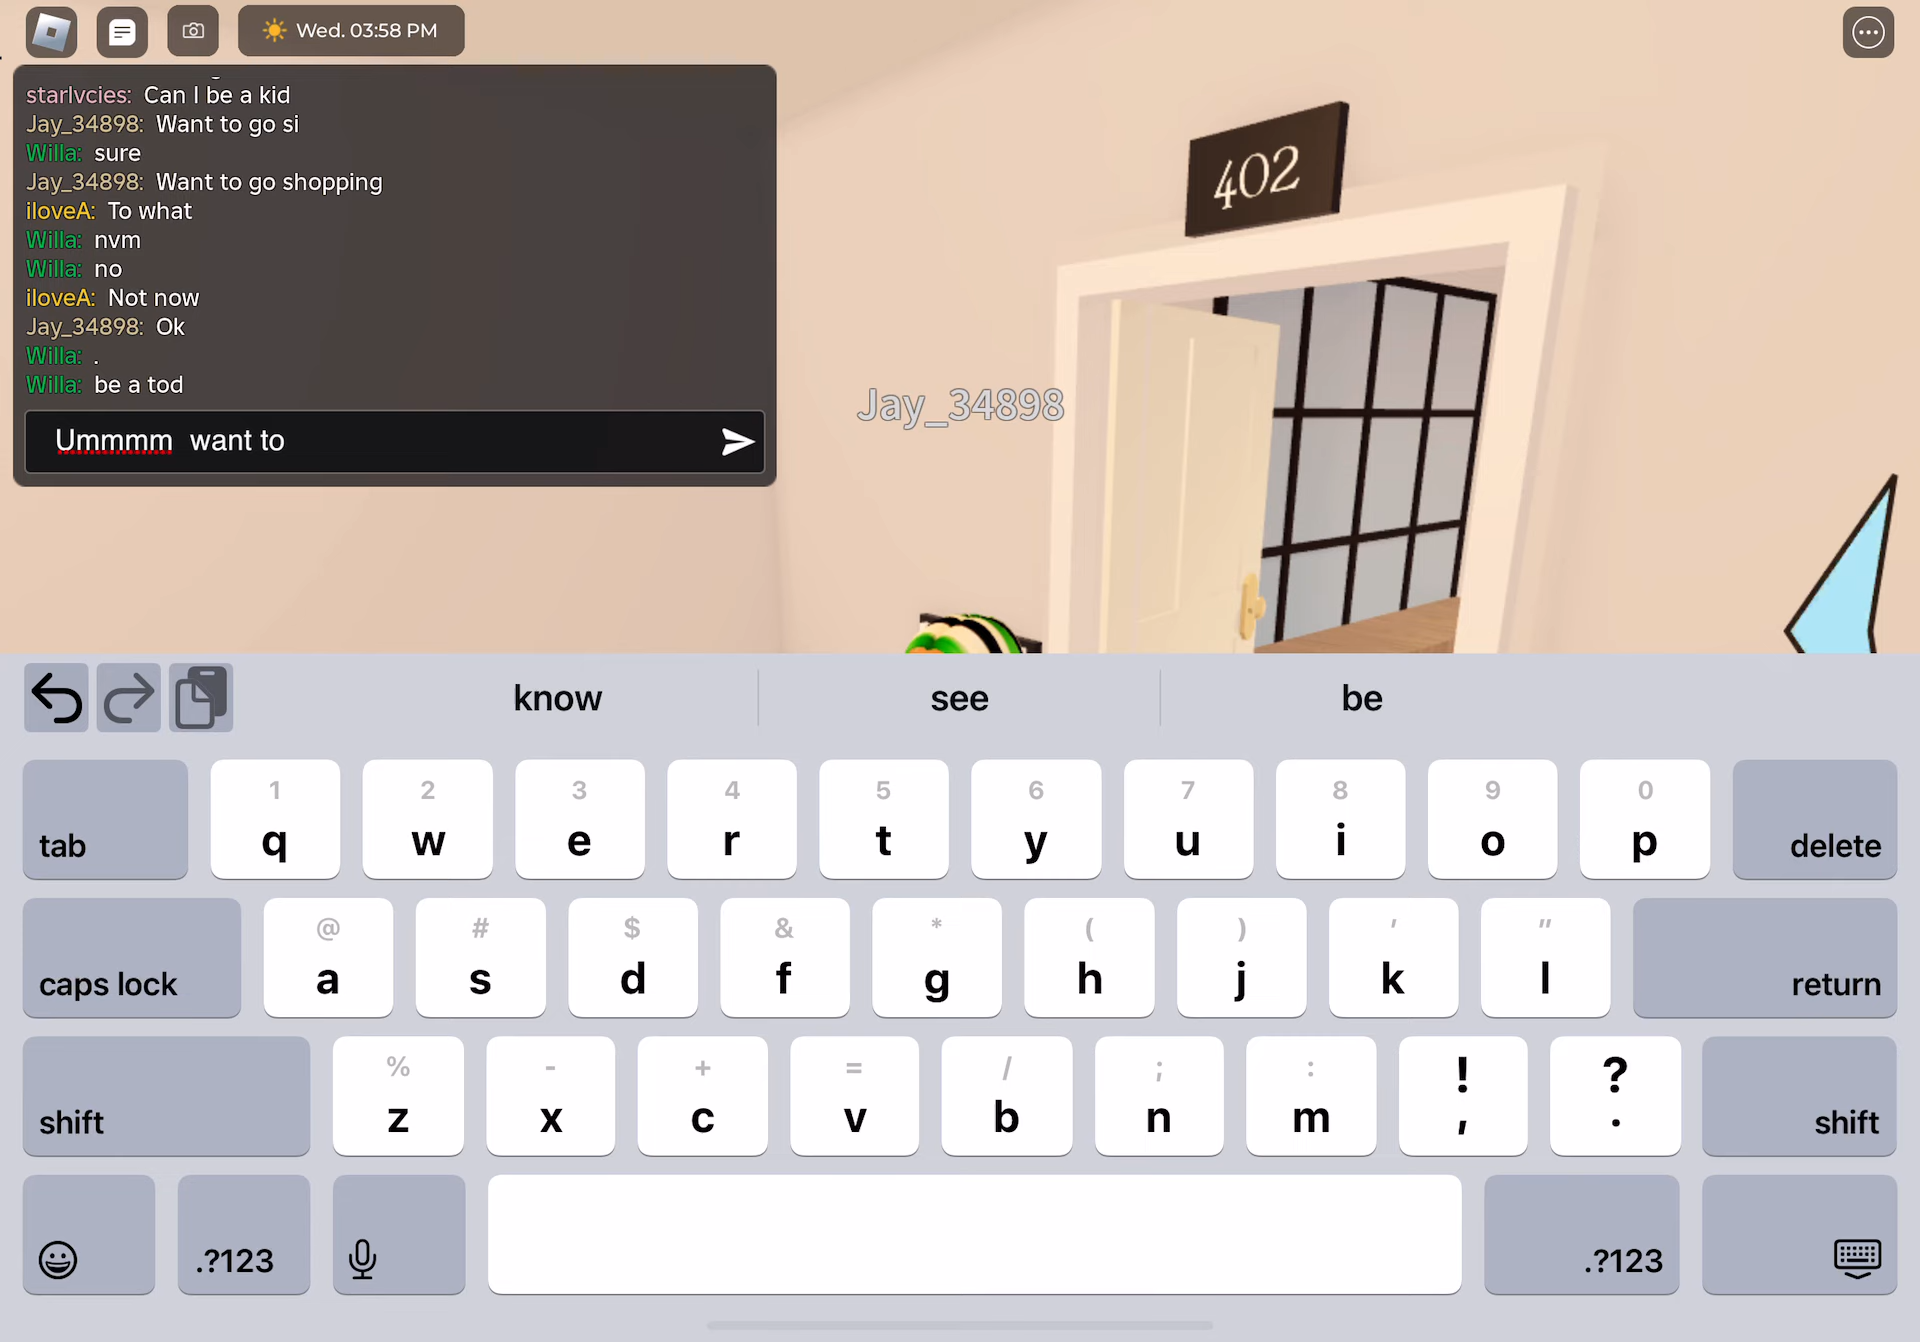 Wed. 03:58 PM
starlvcies: Can I be a kid
Jay_34898: Want to go si
Willa: sure
Jay_34898: Want to go shopping
iloveA: To what
Willa: nvm
Willa: no
iloveA: Not now
Jay_34898: Ok
Willa: .
Willa: be a tod
Ummmm want to
402
Jay_34898
know see be
1 2 3 4 5 6 7 8 9 0
tab q w e r t y u i o p delete
@ # $ & * ( ) ' "
caps lock a s d f g h j k l return
% - + = / ; : ! ?
shift z x c v b n m , . shift
.?123 .?123